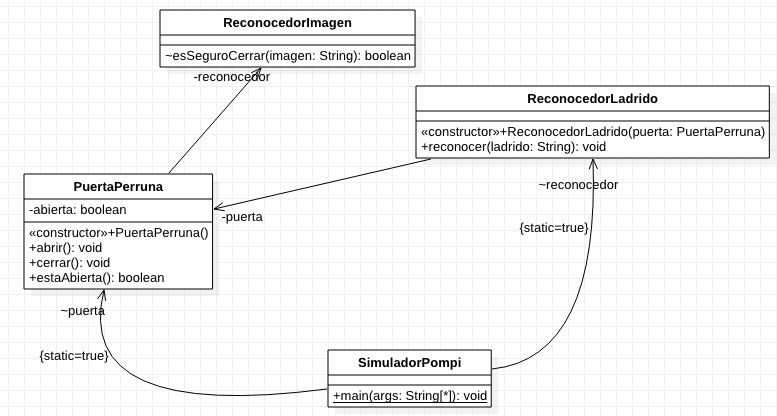 ReconocedorImagen
~esSeguroCerrar(imagen: String): boolean
-reconocedor
ReconocedorLadrido
«constructor»+ReconocedorLadrido(puerta: PuertaPerruna)
+reconocer(ladrido: String): void
PuertaPerruna
-abierta: boolean
«constructor»+PuertaPerruna()
+abrir(): void
+cerrar(): void
+estaAbierta(): boolean
-puerta
~reconocedor
{static=true}
~puerta
{static=true}
SimuladorPompi
+main(args: String[*]): void